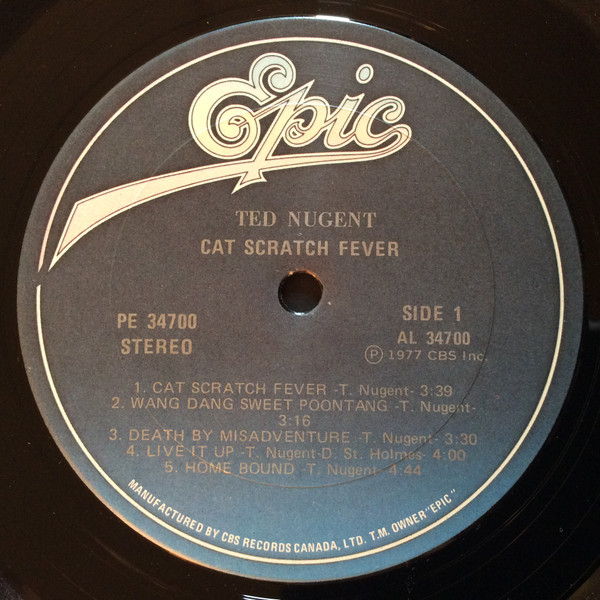 Epic
TED NUGENT
CAT SCRATCH FEVER
PE 34700
STEREO
SIDE 1
AL 34700
Ⓟ 1977 CBS Inc.
1. CAT SCRATCH FEVER -T. Nugent- 3:39
2. WANG DANG SWEET POONTANG -T. Nugent-
3:16
3. DEATH BY MISADVENTURE -T. Nugent- 3:30
4. LIVE IT UP -T. Nugent-D. St. Holmes- 4:00
5. HOME BOUND -T. Nugent- 4:44
MANUFACTURED BY CBS RECORDS CANADA, LTD. T.M. OWNER "EPIC"